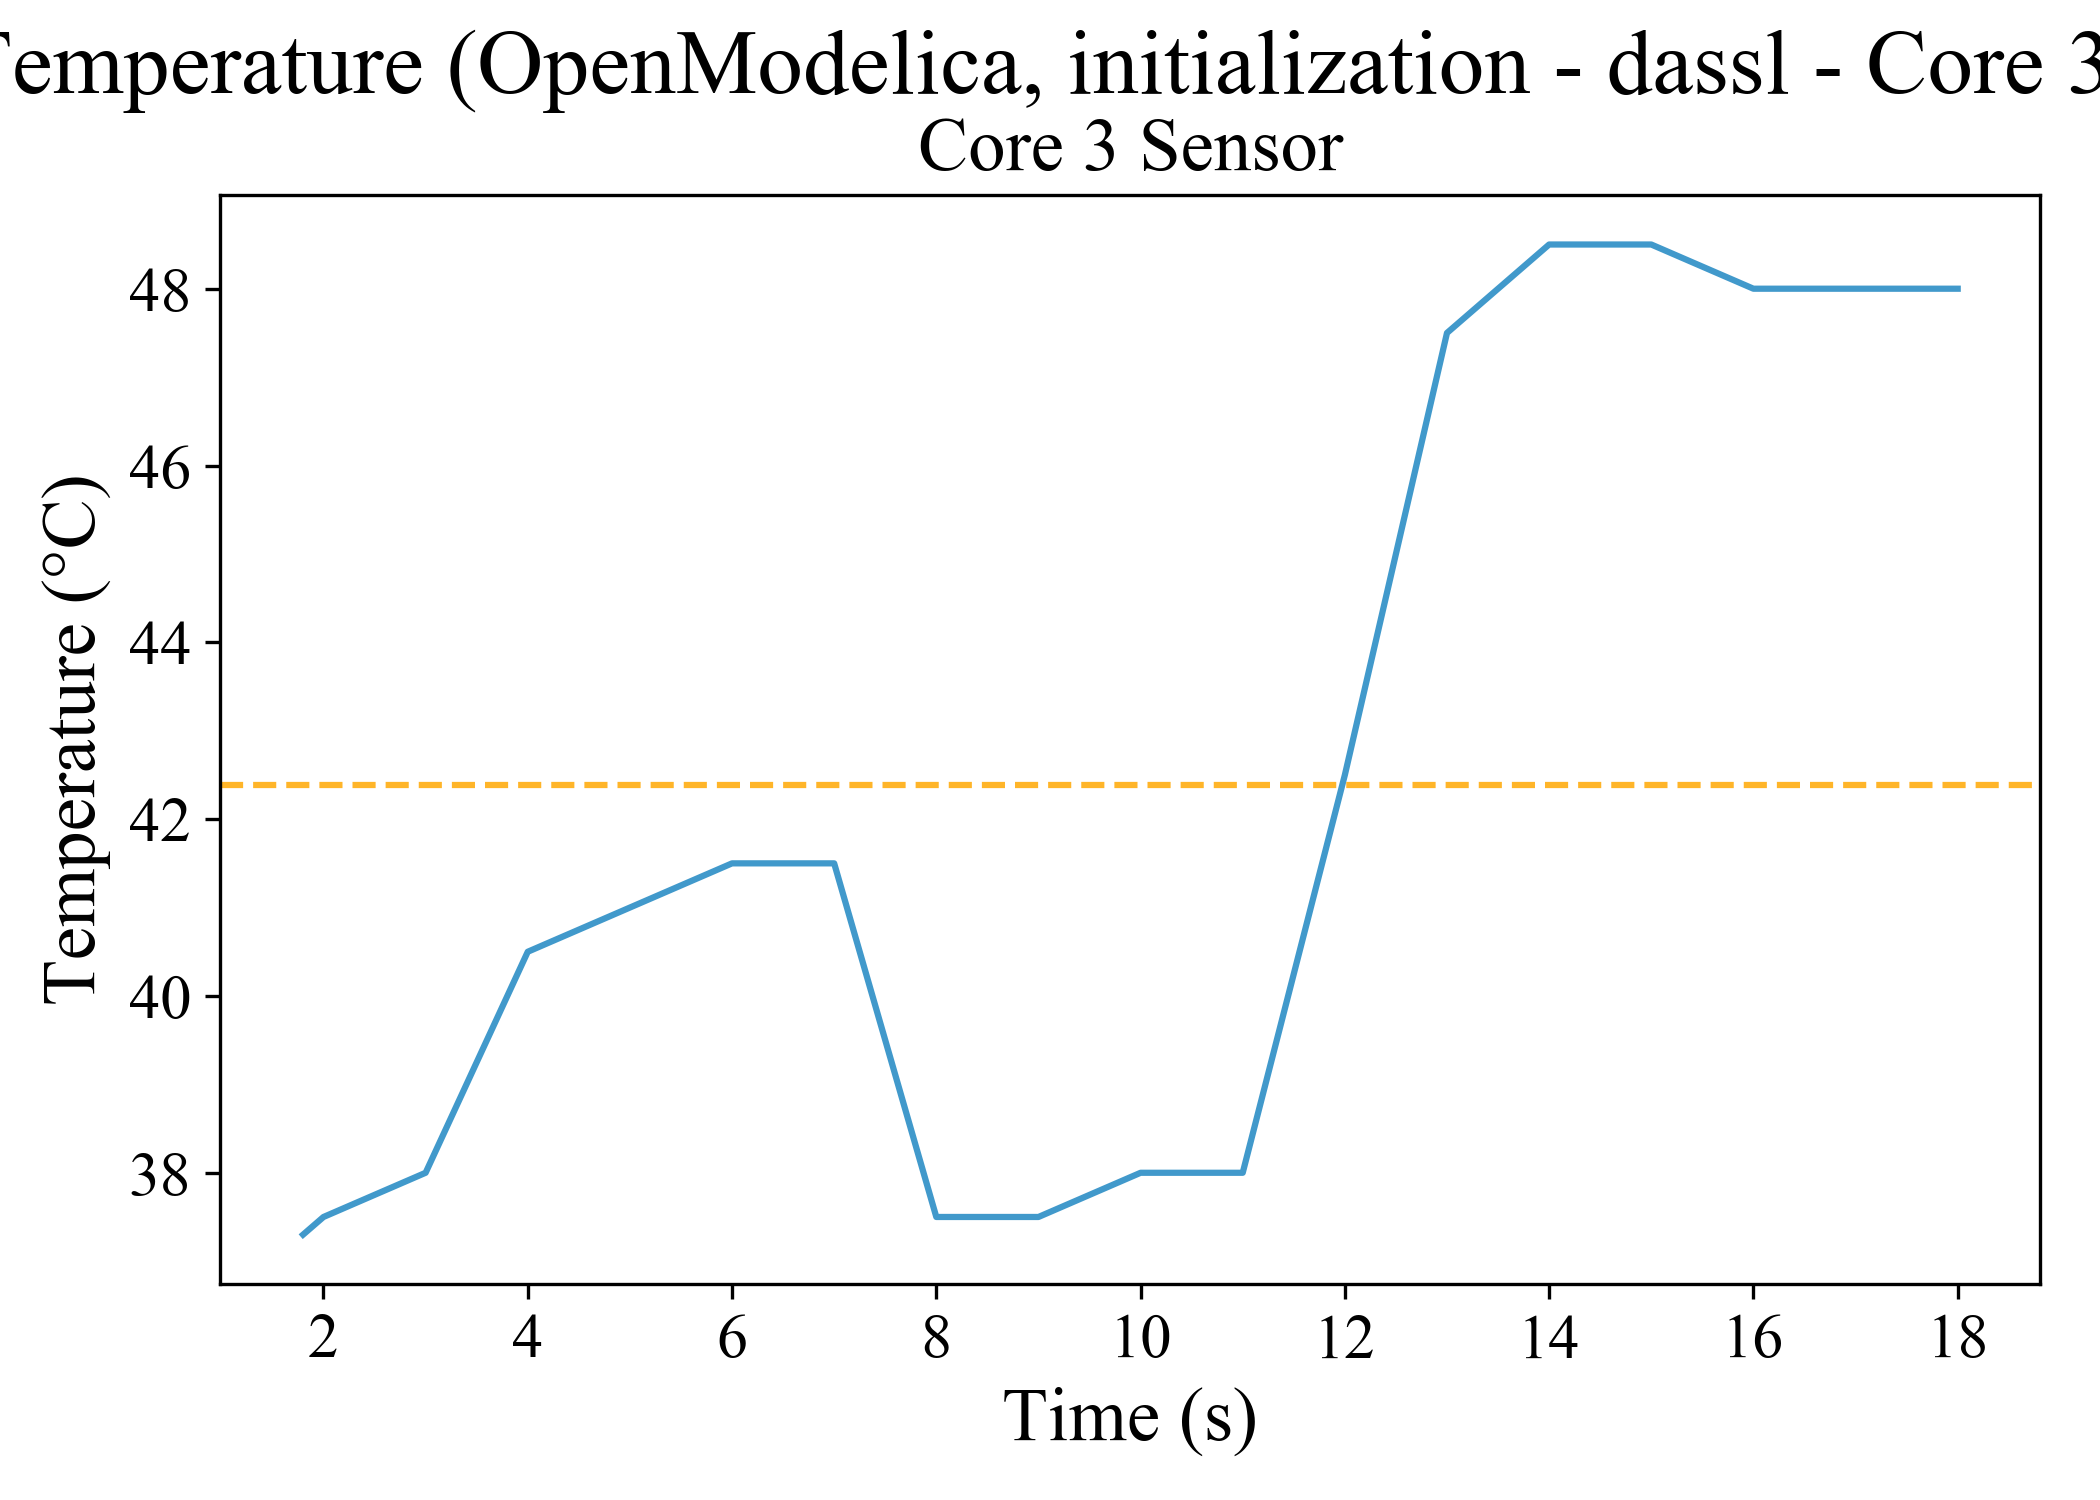 Temperature (OpenModelica, initialization - dassl - Core 3
Core 3 Sensor
Temperature (°C)
48
46
44
42
40
38
2 4 6 8 10 12 14 16 18
Time (s)